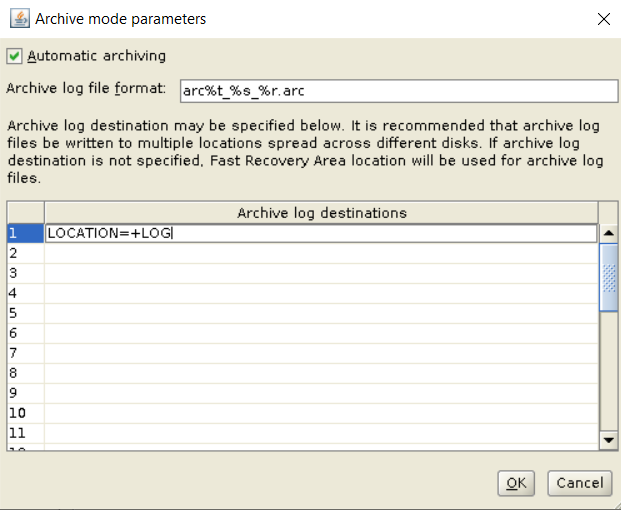 Archive mode parameters
Automatic archiving
Archive log file format: arc%t_%s_%r.arc
Archive log destination may be specified below. It is recommended that archive log
files be written to multiple locations spread across different disks. If archive log
destination is not specified, Fast Recovery Area location will be used for archive log
files.
Archive log destinations
1 LOCATION=+LOG
2
3
4
5
6
7
8
9
10
11
OK Cancel